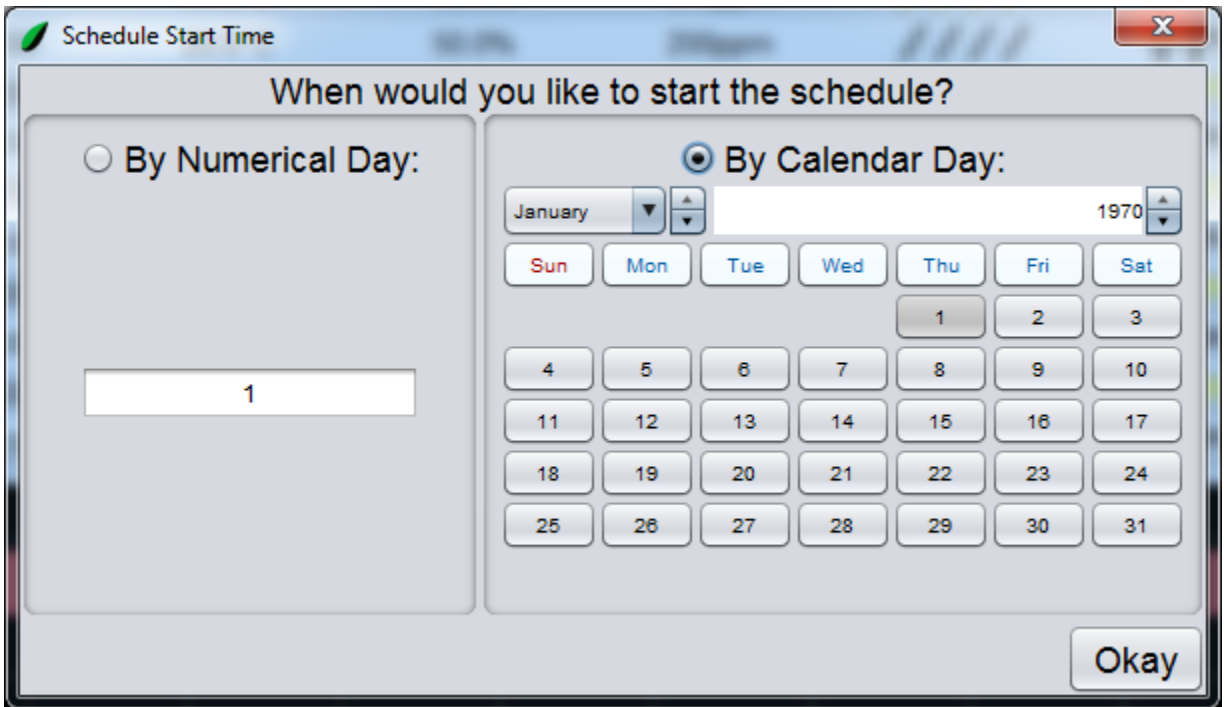 Schedule Start Time
When would you like to start the schedule?
By Numerical Day:
1
By Calendar Day:
January 1970
Sun Mon Tue Wed Thu Fri Sat
1 2 3
4 5 6 7 8 9 10
11 12 13 14 15 16 17
18 19 20 21 22 23 24
25 26 27 28 29 30 31
Okay